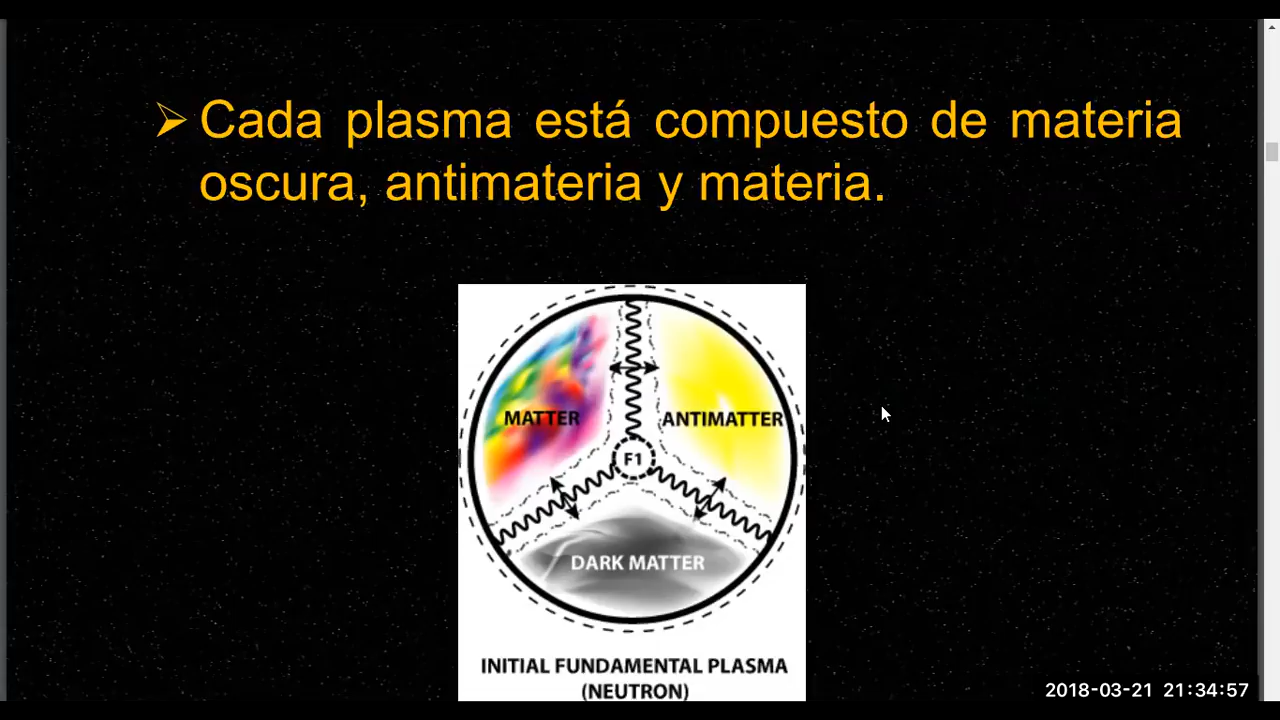 ➢ Cada plasma está compuesto de materia
oscura, antimateria y materia.
MATTER
ANTIMATTER
F1
DARK MATTER
INITIAL FUNDAMENTAL PLASMA
(NEUTRON)
2018-03-21 21:34:57